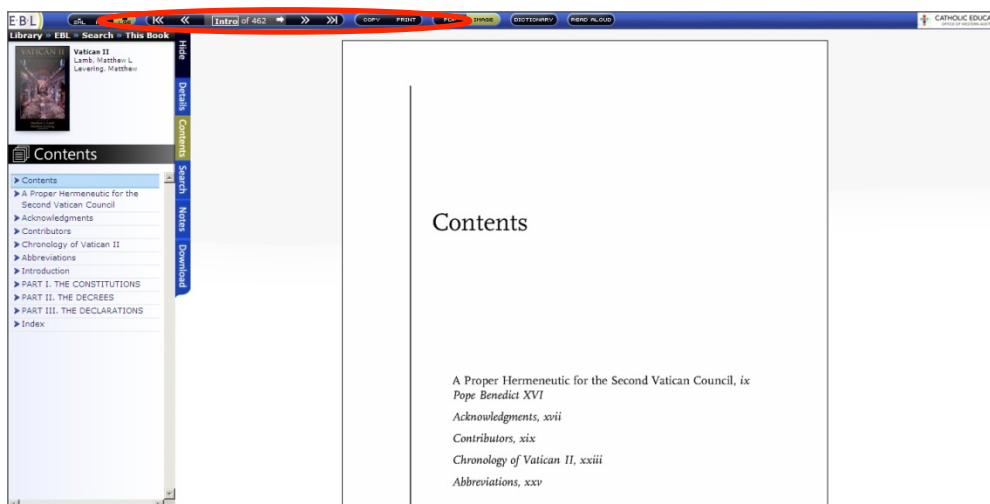 E·B·L
Intro of 462
COPY PRINT
IMAGE
DICTIONARY
READ ALOUD
CATHOLIC EDUCA
Library » EBL » Search » This Book
Hide
VATICAN II
Vatican II
Lamb, Matthew L
Levering, Matthew
Details
Contents
Search
Notes
Download
Contents
Contents
A Proper Hermeneutic for the
Second Vatican Council
Acknowledgments
Contributors
Chronology of Vatican II
Abbreviations
Introduction
PART I. THE CONSTITUTIONS
PART II. THE DECREES
PART III. THE DECLARATIONS
Index
Contents
A Proper Hermeneutic for the Second Vatican Council, ix
Pope Benedict XVI
Acknowledgments, xvii
Contributors, xix
Chronology of Vatican II, xxiii
Abbreviations, xxv